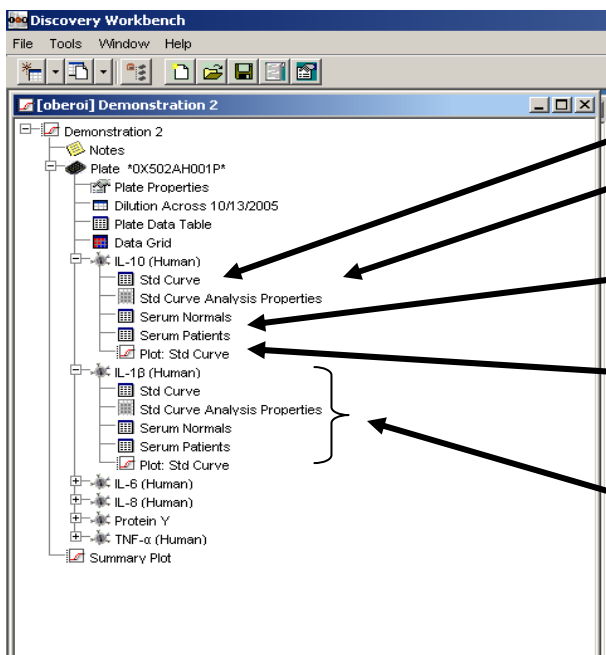 Discovery Workbench
File Tools Window Help
[oberoi] Demonstration 2
Demonstration 2
Notes
Plate *0X502AH001P*
Plate Properties
Dilution Across 10/13/2005
Plate Data Table
Data Grid
IL-10 (Human)
Std Curve
Std Curve Analysis Properties
Serum Normals
Serum Patients
Plot: Std Curve
IL-1β (Human)
Std Curve
Std Curve Analysis Properties
Serum Normals
Serum Patients
Plot: Std Curve
IL-6 (Human)
IL-8 (Human)
Protein Y
TNF-α (Human)
Summary Plot